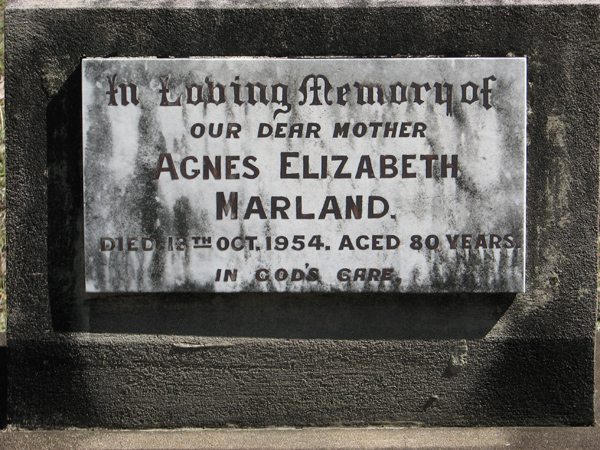 In Loving Memory of
OUR DEAR MOTHER
AGNES ELIZABETH
MARLAND.
DIED 13TH OCT. 1954. AGED 80 YEARS.
IN GOD'S CARE.